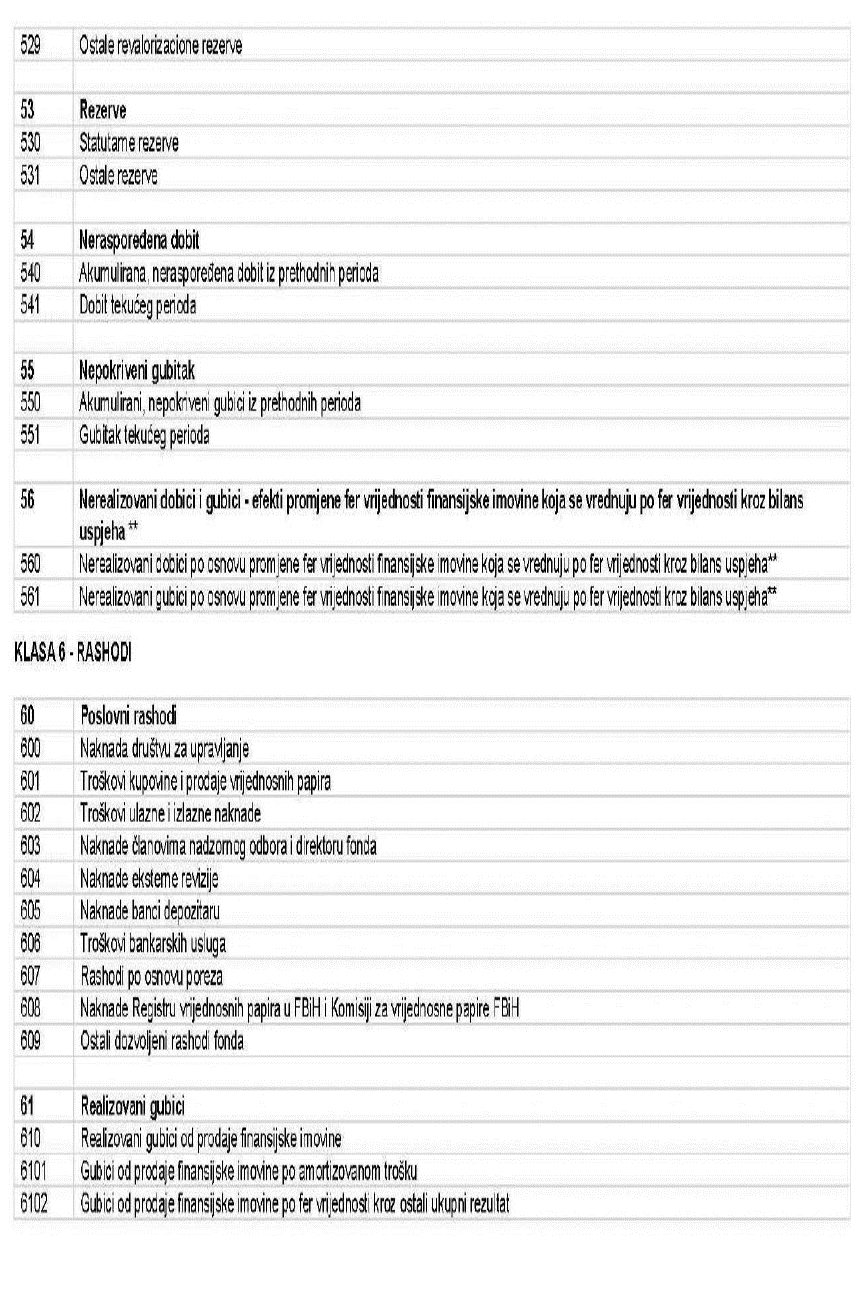 529 Ostale revalorizacione rezerve
53 Rezerve
530 Statutarne rezerve
531 Ostale rezerve
54 Neraspoređena dobit
540 Akumulirana, neraspoređena dobit iz prethodnih perioda
541 Dobit tekućeg perioda
55 Nepokriveni gubitak
550 Akumulirani, nepokriveni gubici iz prethodnih perioda
551 Gubitak tekućeg perioda
56 Nerealizovani dobici i gubici - efekti promjene fer vrijednosti finansijske imovine koja se vrednuju po fer vrijednosti kroz bilans
uspjeha **
560 Nerealizovani dobici po osnovu promjene fer vrijednosti finansijske imovine koja se vrednuju po fer vrijednosti kroz bilans uspjeha**
561 Nerealizovani gubici po osnovu promjene fer vrijednosti finansijske imovine koja se vrednuju po fer vrijednosti kroz bilans uspjeha**
KLASA 6 - RASHODI
60 Poslovni rashodi
600 Naknada društvu za upravljanje
601 Troškovi kupovine i prodaje vrijednosnih papira
602 Troškovi ulazne i izlazne naknade
603 Naknade članovima nadzornog odbora i direktoru fonda
604 Naknade eksterne revizije
605 Naknade banci depozitaru
606 Troškovi bankarskih usluga
607 Rashodi po osnovu poreza
608 Naknade Registru vrijednosnih papira u FBiH i Komisiji za vrijednosne papire FBiH
609 Ostali dozvoljeni rashodi fonda
61 Realizovani gubici
610 Realizovani gubici od prodaje finansijske imovine
6101 Gubici od prodaje finansijske imovine po amortizovanom trošku
6102 Gubici od prodaje finansijske imovine po fer vrijednosti kroz ostali ukupni rezultat